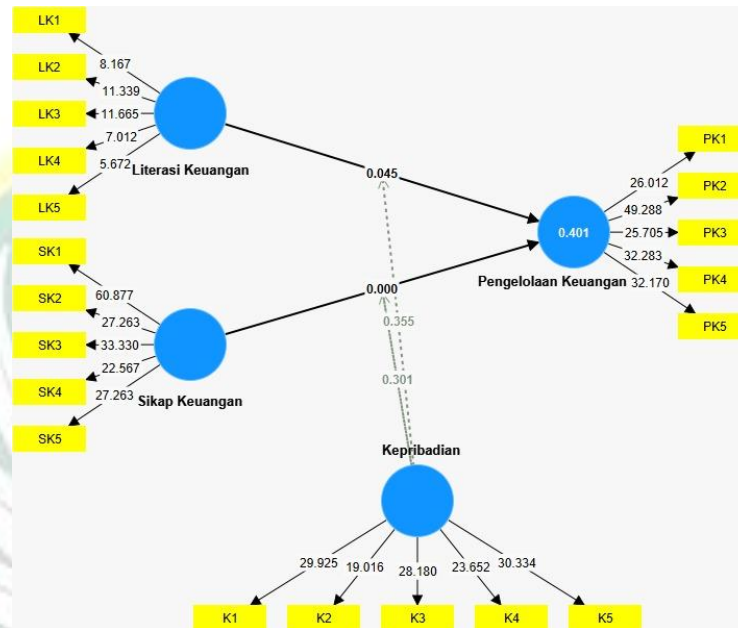 LK1
LK2
LK3
LK4
LK5
8.167
11.339
11.665
7.012
5.672
Literasi Keuangan
SK1
SK2
SK3
SK4
SK5
60.877
27.263
33.330
22.567
27.263
Sikap Keuangan
0.045
0.000
0.355
0.301
0.401
Pengelolaan Keuangan
26.012
49.288
25.705
32.283
32.170
PK1
PK2
PK3
PK4
PK5
Kepribadian
29.925
19.016
28.180
23.652
30.334
K1
K2
K3
K4
K5